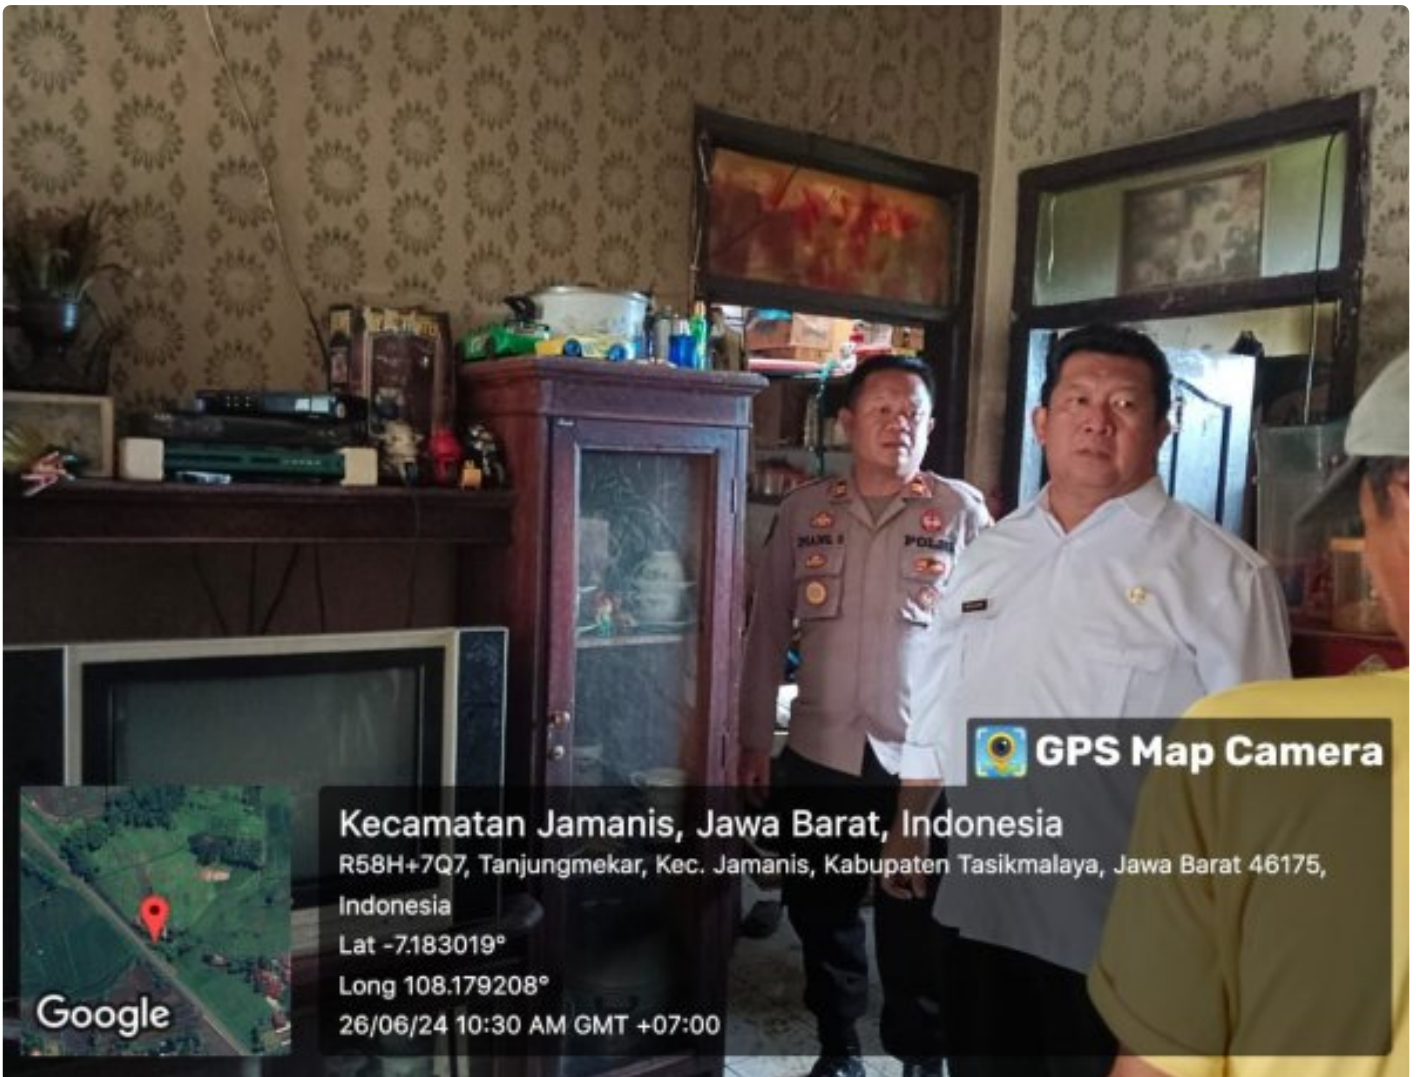 POLRI
GPS Map Camera
Kecamatan Jamanis, Jawa Barat, Indonesia
R58H+7Q7, Tanjungmekar, Kec. Jamanis, Kabupaten Tasikmalaya, Jawa Barat 46175,
Indonesia
Lat -7.183019°
Long 108.179208°
26/06/24 10:30 AM GMT +07:00
Google